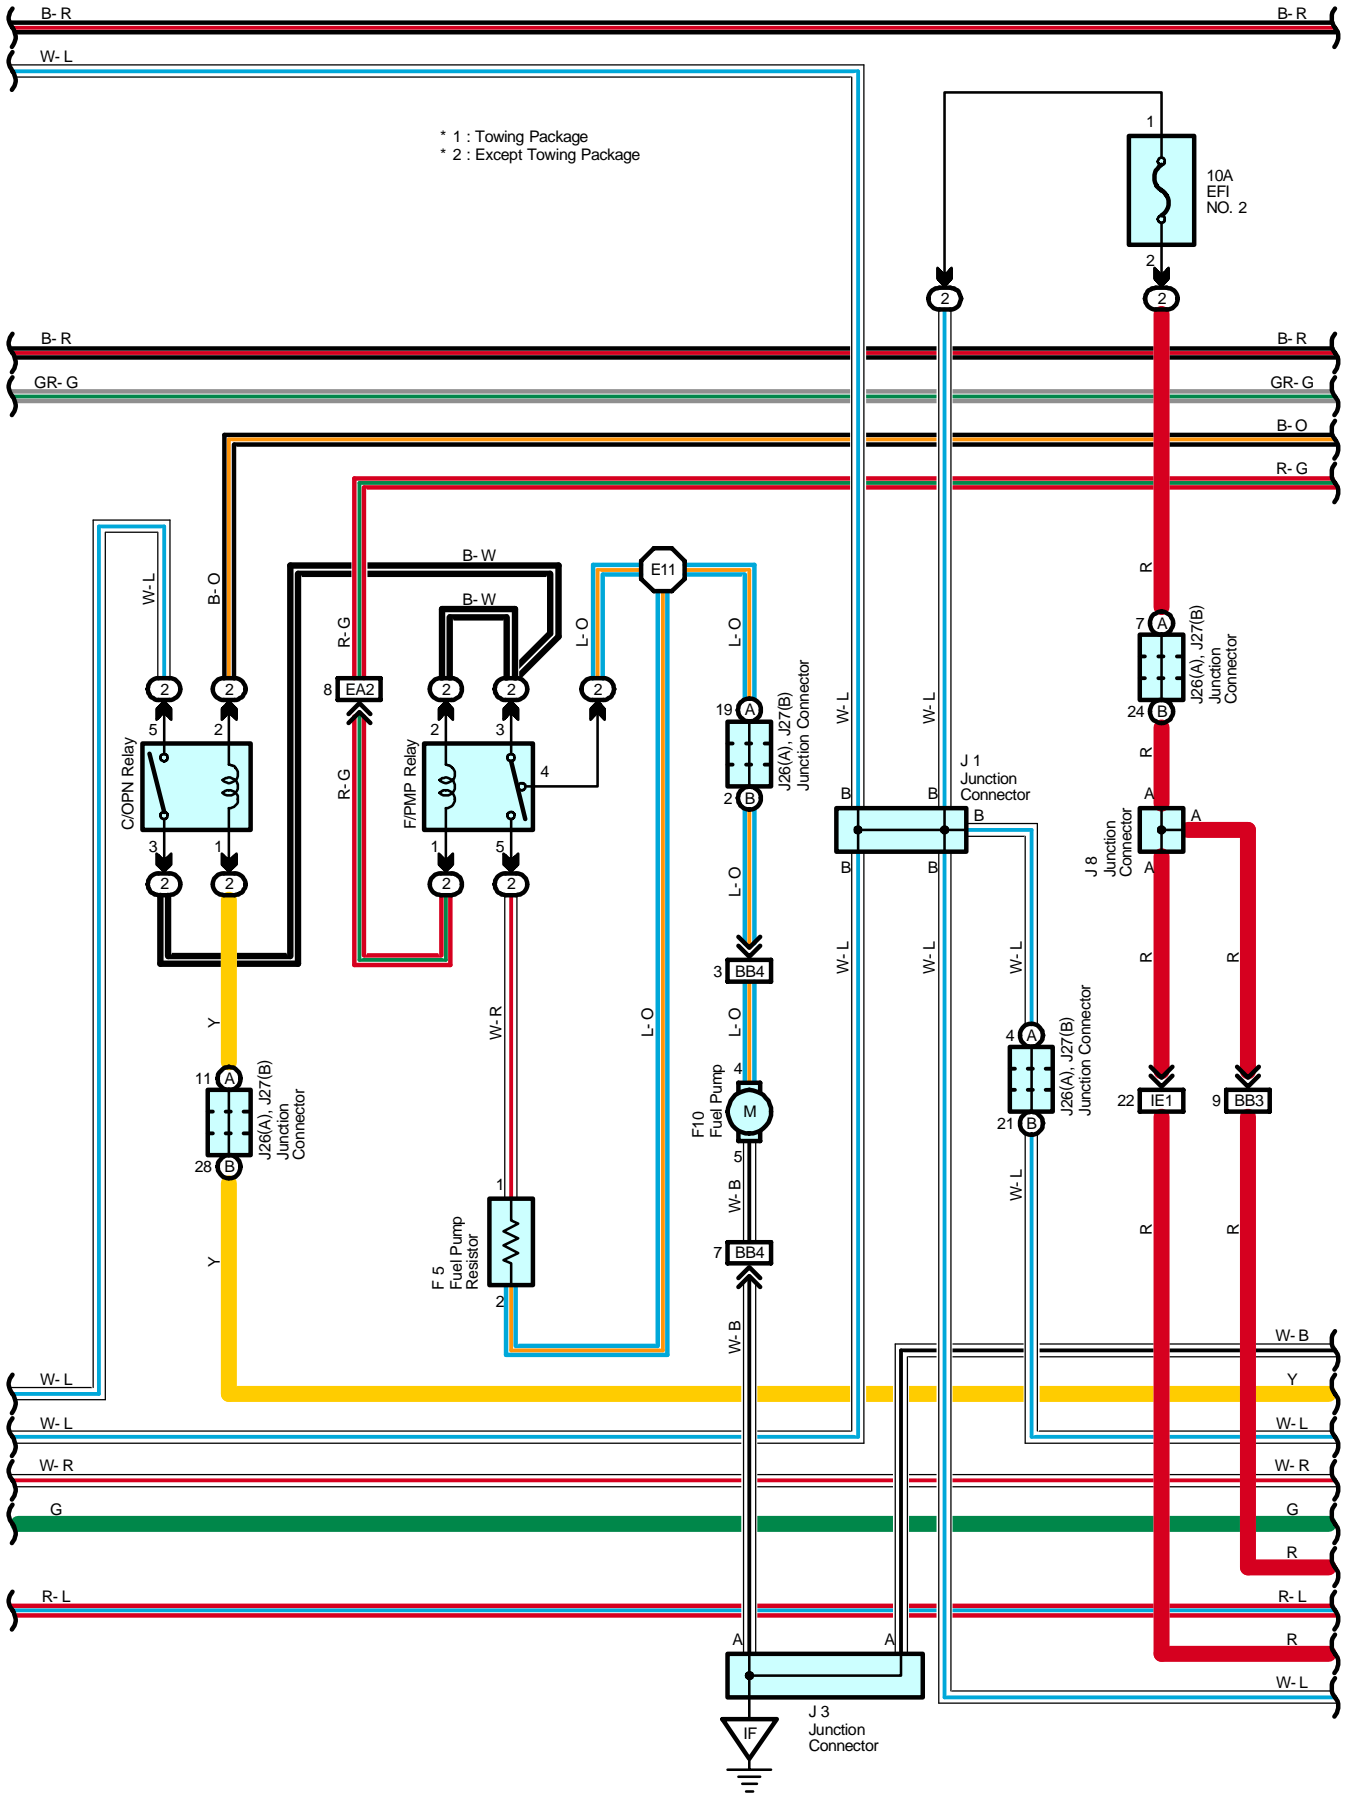 B- R
B- R
W- L
* 1 : Towing Package
* 2 : Except Towing Package
1
10A
EFI
NO. 2
2
2
2
B- R
B- R
GR- G
GR- G
B- O
R- G
W- L
B- O
R- G
B- W
B- W
L- O
E11
L- O
R
2
2
8
EA2
2
2
2
5
2
C/OPN Relay
3
1
2
2
R- G
2
3
4
F/PMP Relay
1
5
2
2
19
A
J26(A), J27(B)
Junction Connector
2
B
L- O
W- L
W- L
7
A
J26(A), J27(B)
Junction
Connector
24
B
R
J 1
Junction
Connector
B
B
B
B
B
A
A
A
J 8
Junction
Connector
3
BB4
L- O
4
F10
Fuel Pump
M
5
W- B
7
BB4
W- B
W- L
W- L
W- L
4
A
J26(A), J27(B)
Junction Connector
21
B
W- L
R
R
22
IE1
9
BB3
R
R
Y
11
A
J26(A), J27(B)
Junction
Connector
28
B
Y
W- R
L- O
1
F 5
Fuel Pump
Resistor
2
W- B
W- L
Y
W- L
W- L
W- R
W- R
G
G
R
R- L
R- L
R
W- L
A
A
J 3
Junction
Connector
IF